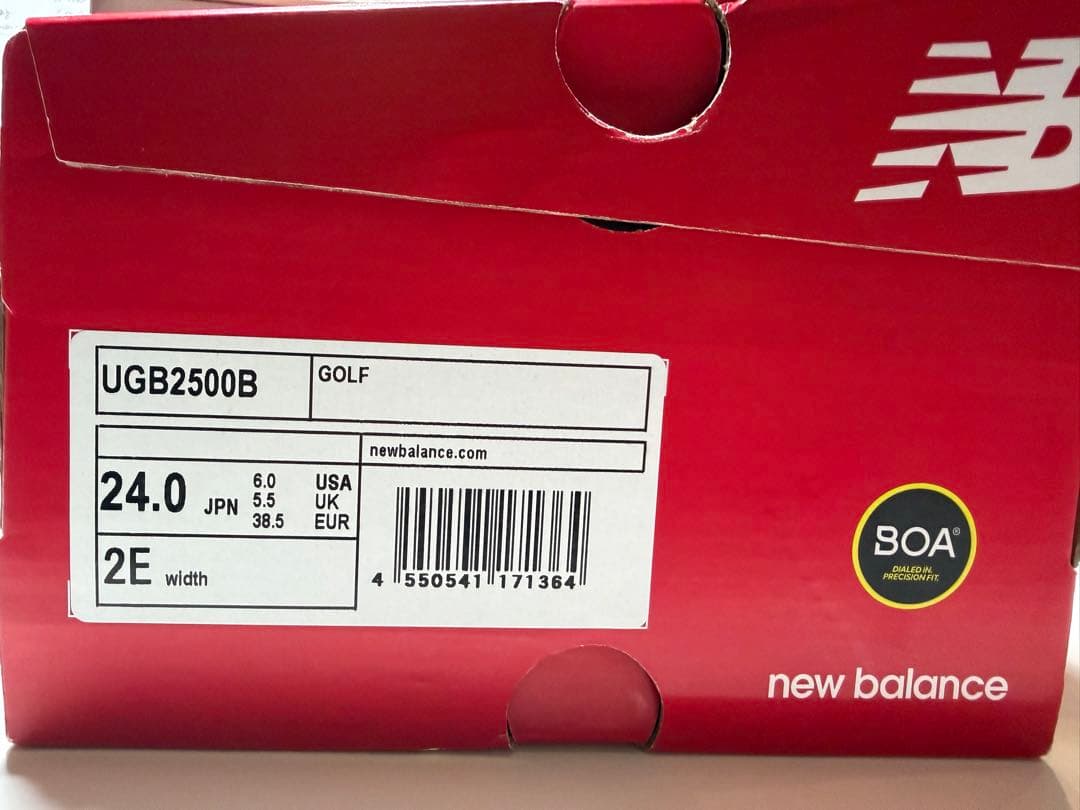 NB
UGB2500B
GOLF
newbalance.com
24.0 JPN
6.0 USA
5.5 UK
38.5 EUR
2E width
4 550541 171364
BOA®
DIALED IN.
PRECISION FIT.
new balance